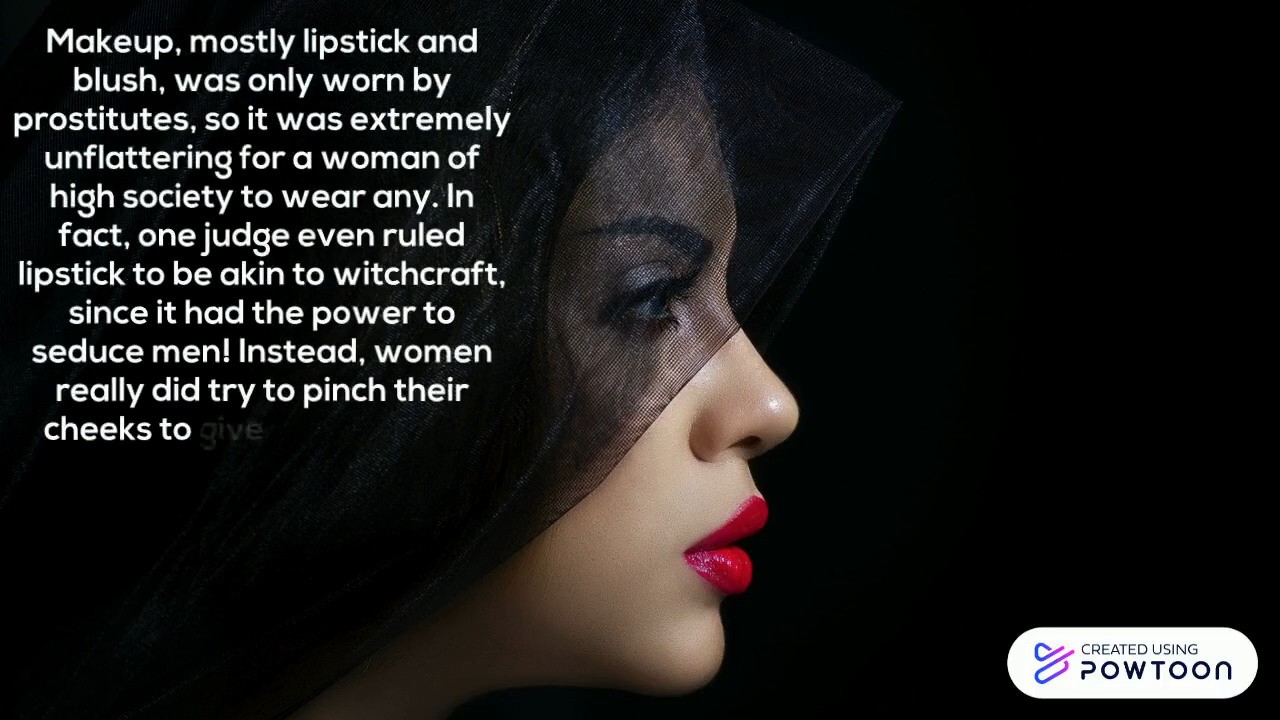 Makeup, mostly lipstick and
blush, was only worn by
prostitutes, so it was extremely
unflattering for a woman of
high society to wear any. In
fact, one judge even ruled
lipstick to be akin to witchcraft,
since it had the power to
seduce men! Instead, women
really did try to pinch their
cheeks to give
CREATED USING
POWTOON